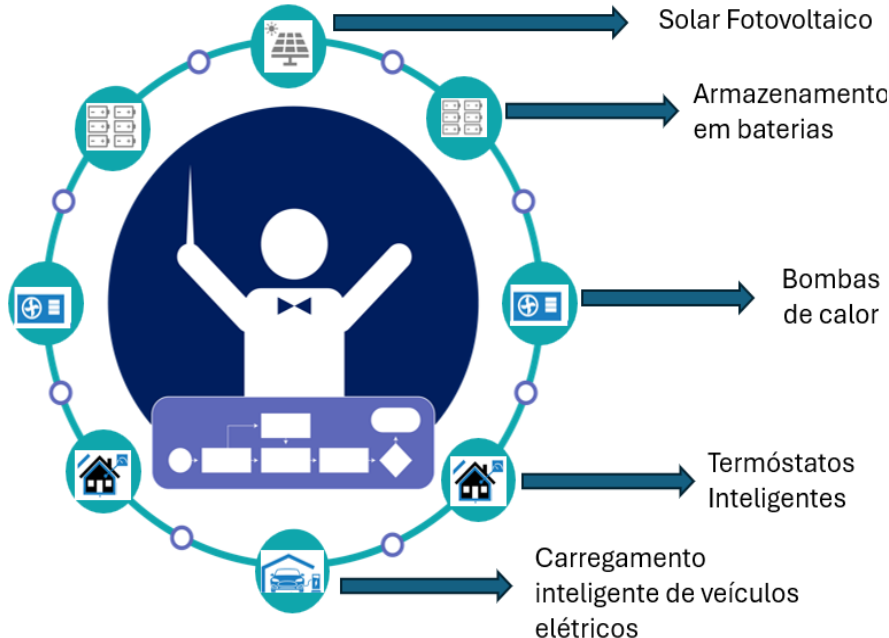 Solar Fotovoltaico
Armazenamento
em baterias
Bombas
de calor
Termóstatos
Inteligentes
Carregamento
inteligente de veículos
elétricos